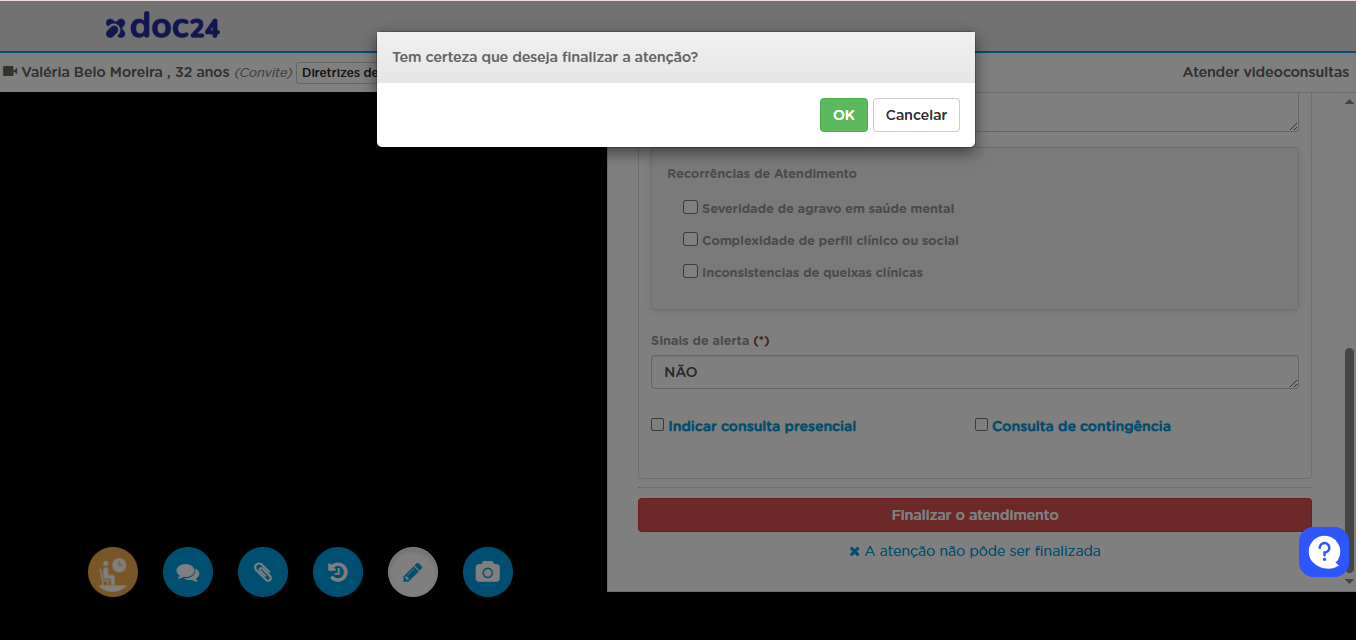 doc24
Tem certeza que deseja finalizar a atenção?
Valéria Belo Moreira , 32 anos (Convite) Diretrizes de
Atender videoconsultas
OK Cancelar
Recorrências de Atendimento
Severidade de agravo em saúde mental
Complexidade de perfil clínico ou social
Inconsistencias de queixas clínicas
Sinais de alerta (*)
NÃO
Indicar consulta presencial Consulta de contingência
Finalizar o atendimento
A atenção não pôde ser finalizada